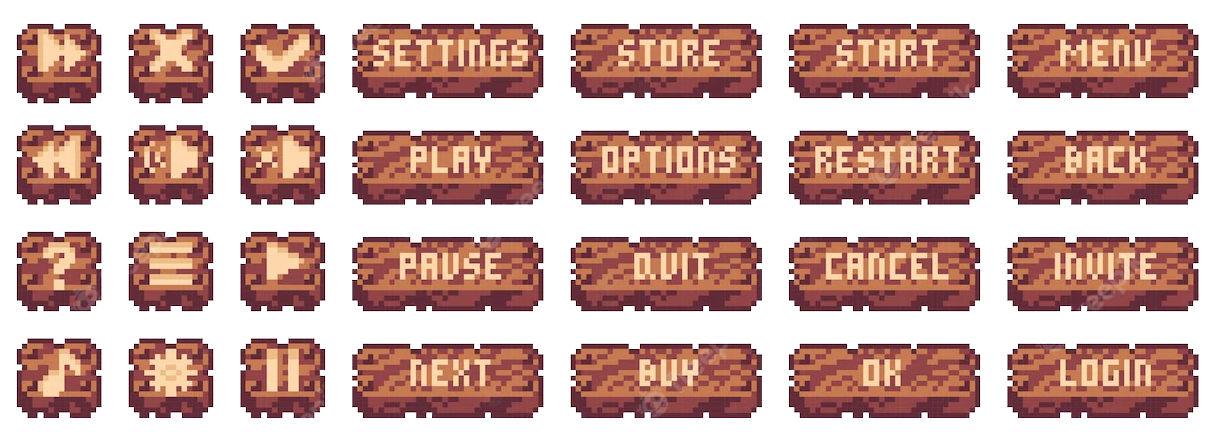 SETTINGS STORE START MENU
PLAY OPTIONS RESTART BACK
? PAUSE QUIT CANCEL INVITE
NEXT BUY OK LOGIN